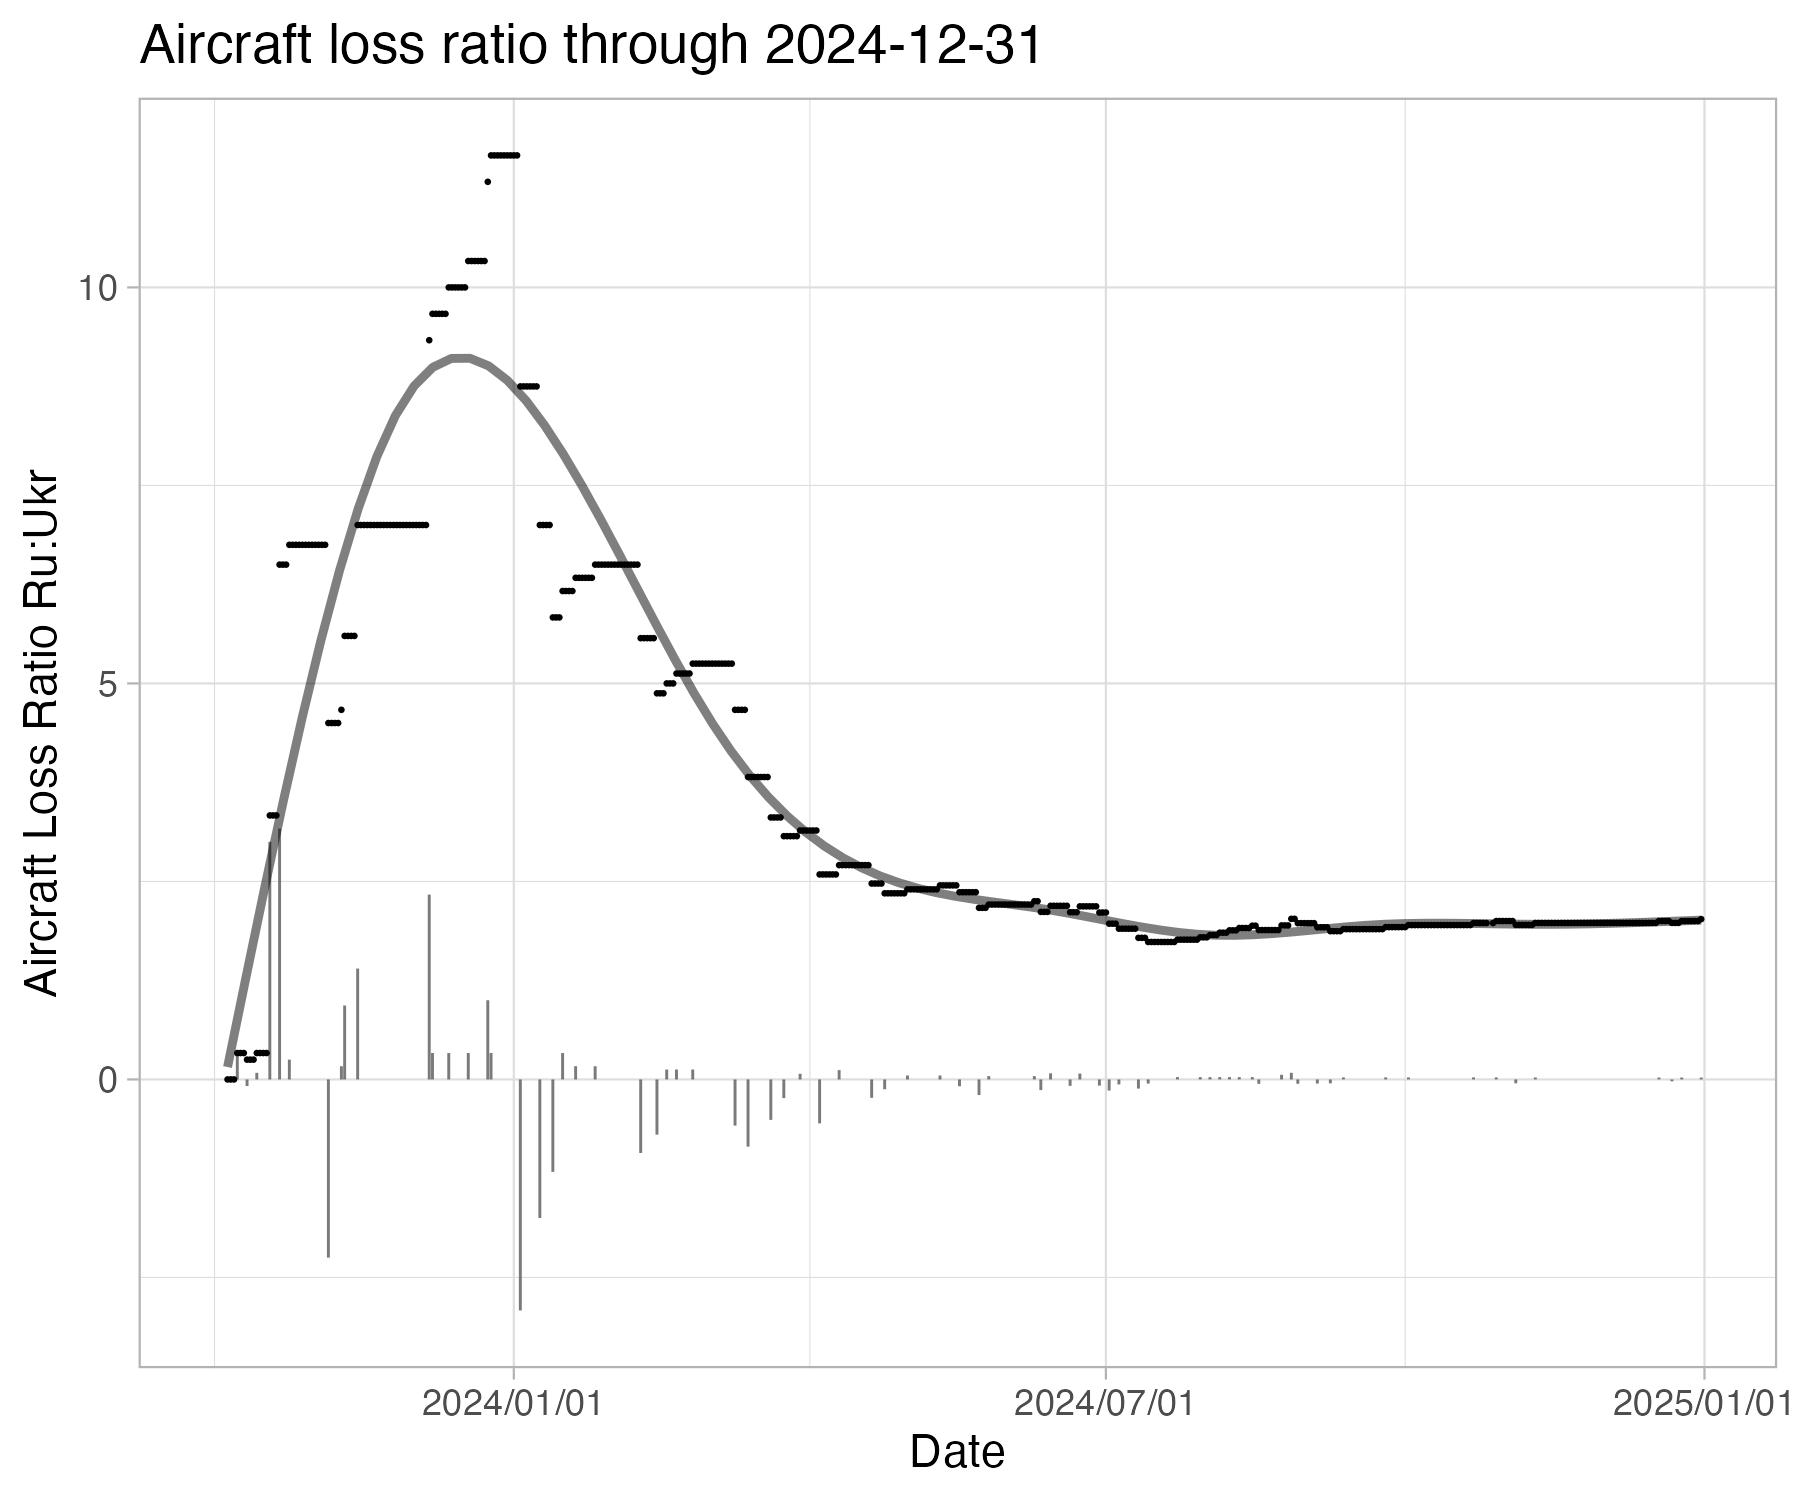 Aircraft loss ratio through 2024-12-31
Aircraft Loss Ratio Ru:Ukr
10
5
0
2024/01/01
2024/07/01
2025/01/01
Date